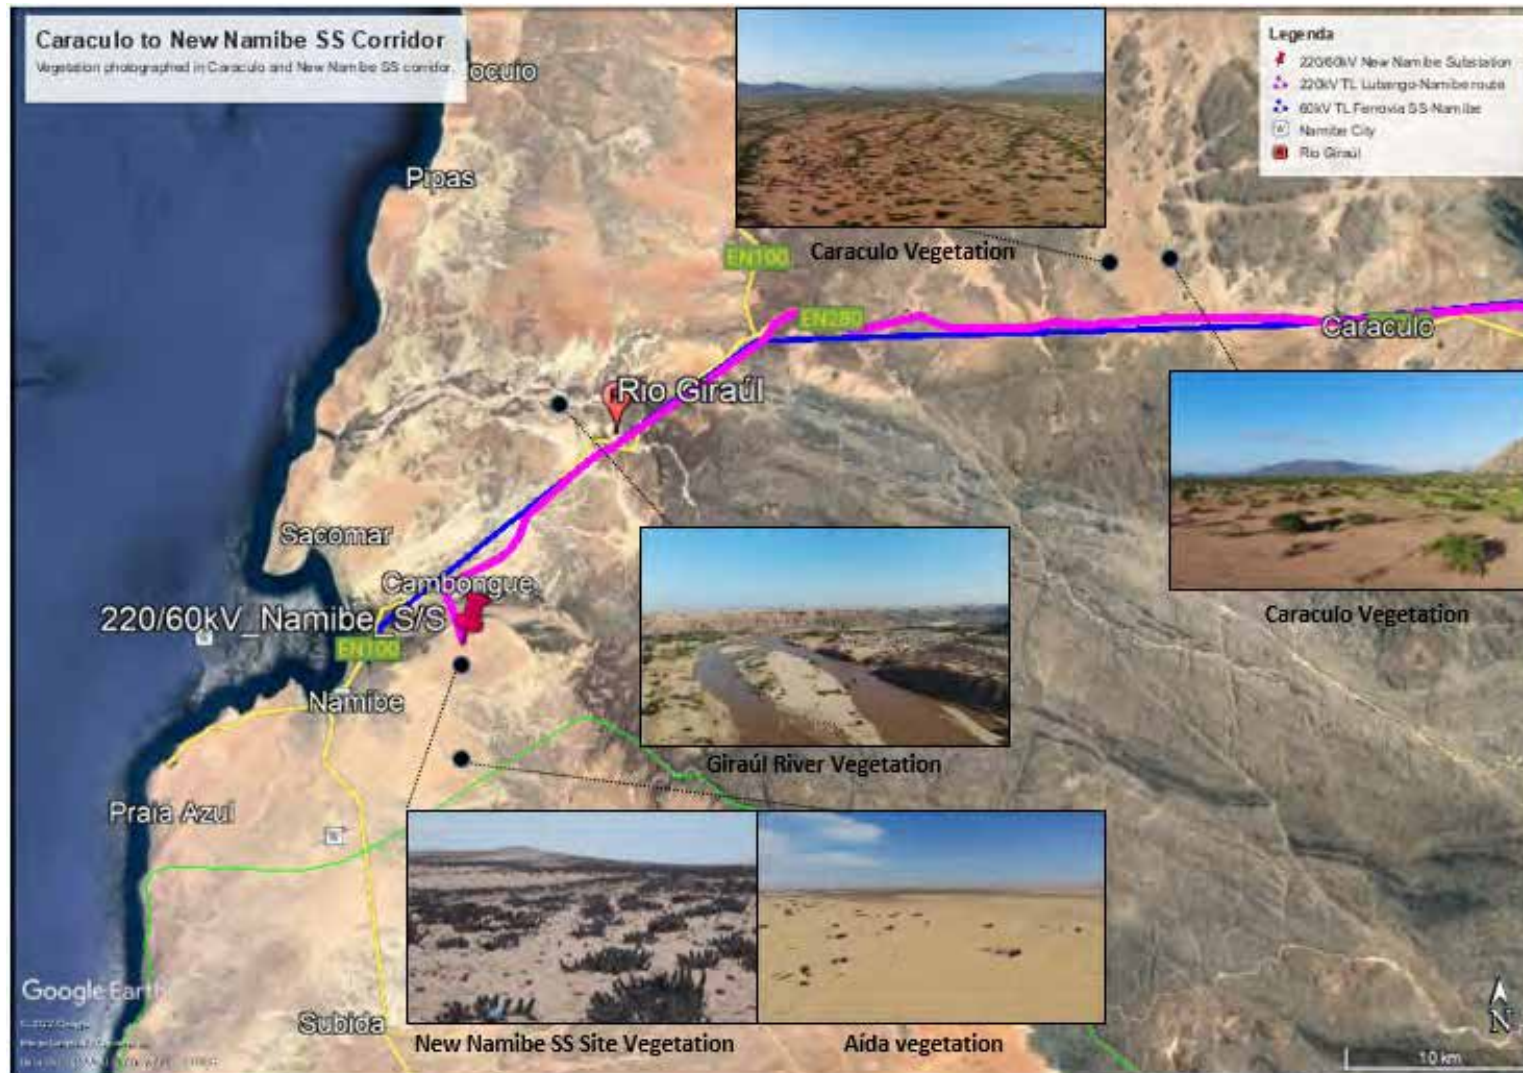 Caraculo to New Namibe SS Corridor
Vegetation photographed in Caraculo and New Namibe SS corridor.
ocuio
Legenda
220/60kV New Namibe Substation
220kV TL Lubango-Namibe route
60kV TL Ferrovia SS-Namibe
Namibe City
Rio Giraúl
Pipas
EN100
Caraculo Vegetation
EN280
Caraculo
Rio Giraúl
Sacomar
Cambongue
220/60kV_Namibe_S/S
EN100
Namibe
Caraculo Vegetation
Giraúl River Vegetation
Praia Azul
Google Earth
Subida
New Namibe SS Site Vegetation
Aída vegetation
N
10 km